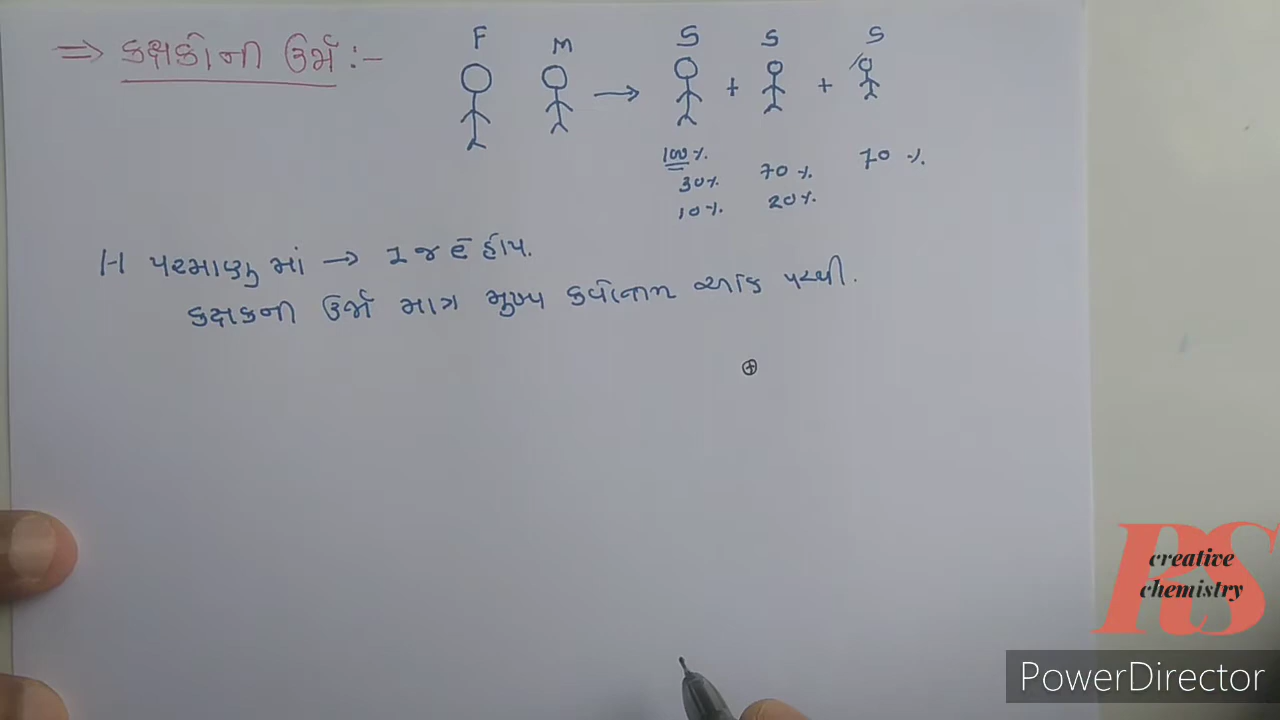 ⇒ કક્ષકોની ઉર્જા :-
F M → S + S + S
100% 70% 70%
30% 20%
10%
H પરમાણુ માં → 1 જ e⁻ હોય.
કક્ષકની ઉર્જા માત્ર મુખ્ય ક્વોન્ટમ આંક પરથી.
⊕
RS
creative
chemistry
PowerDirector